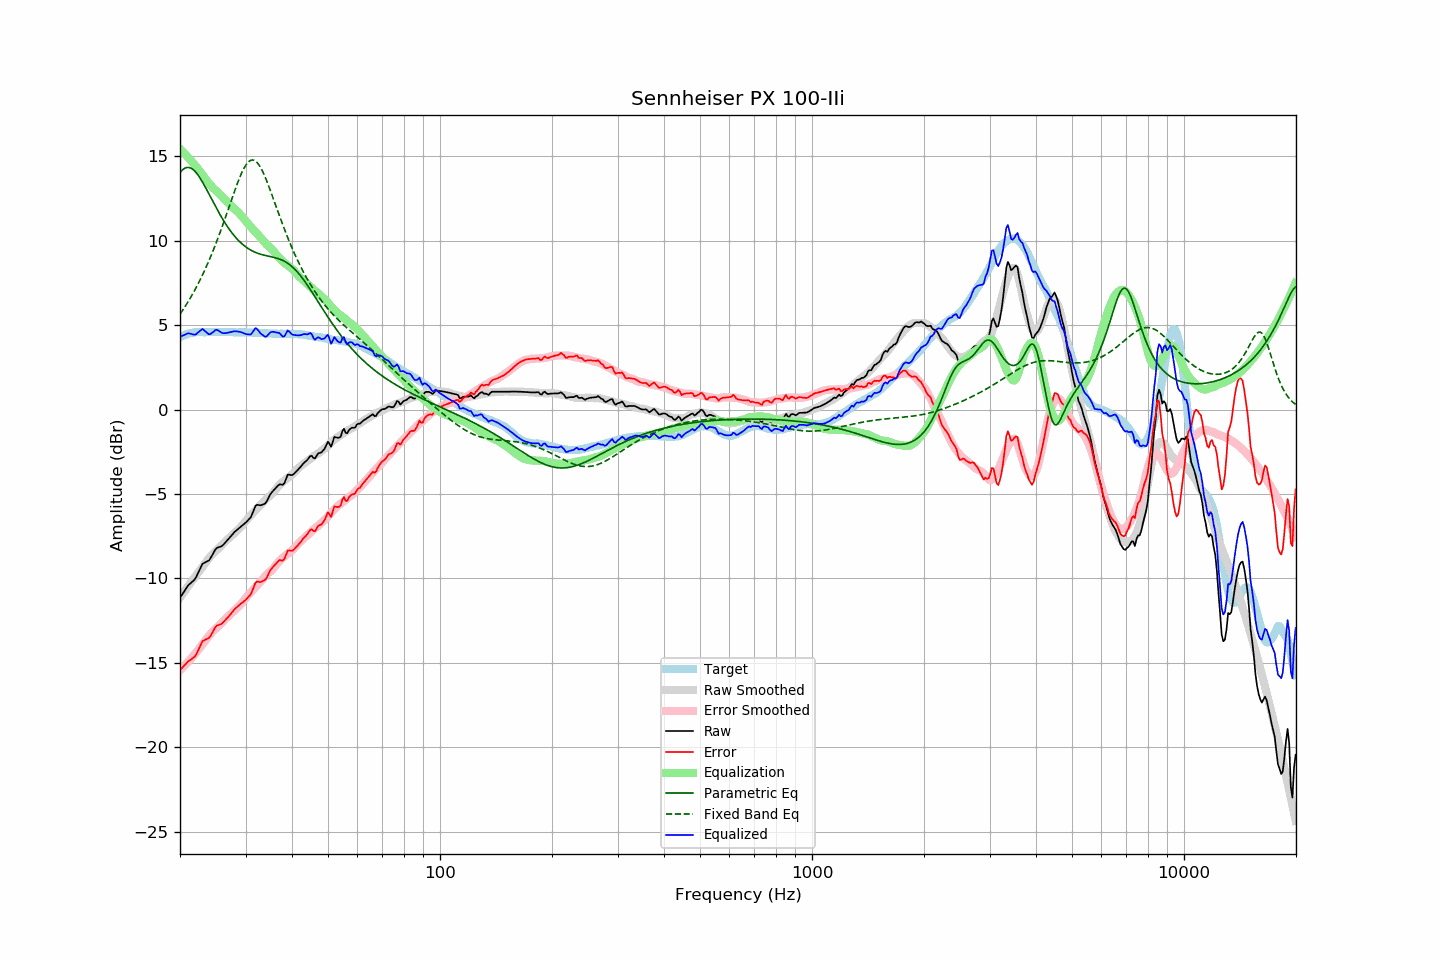 Sennheiser PX 100-IIi
Amplitude (dBr)
15
10
5
0
−5
−10
−15
−20
−25
Target
Raw Smoothed
Error Smoothed
Raw
Error
Equalization
Parametric Eq
Fixed Band Eq
Equalized
100
1000
10000
Frequency (Hz)